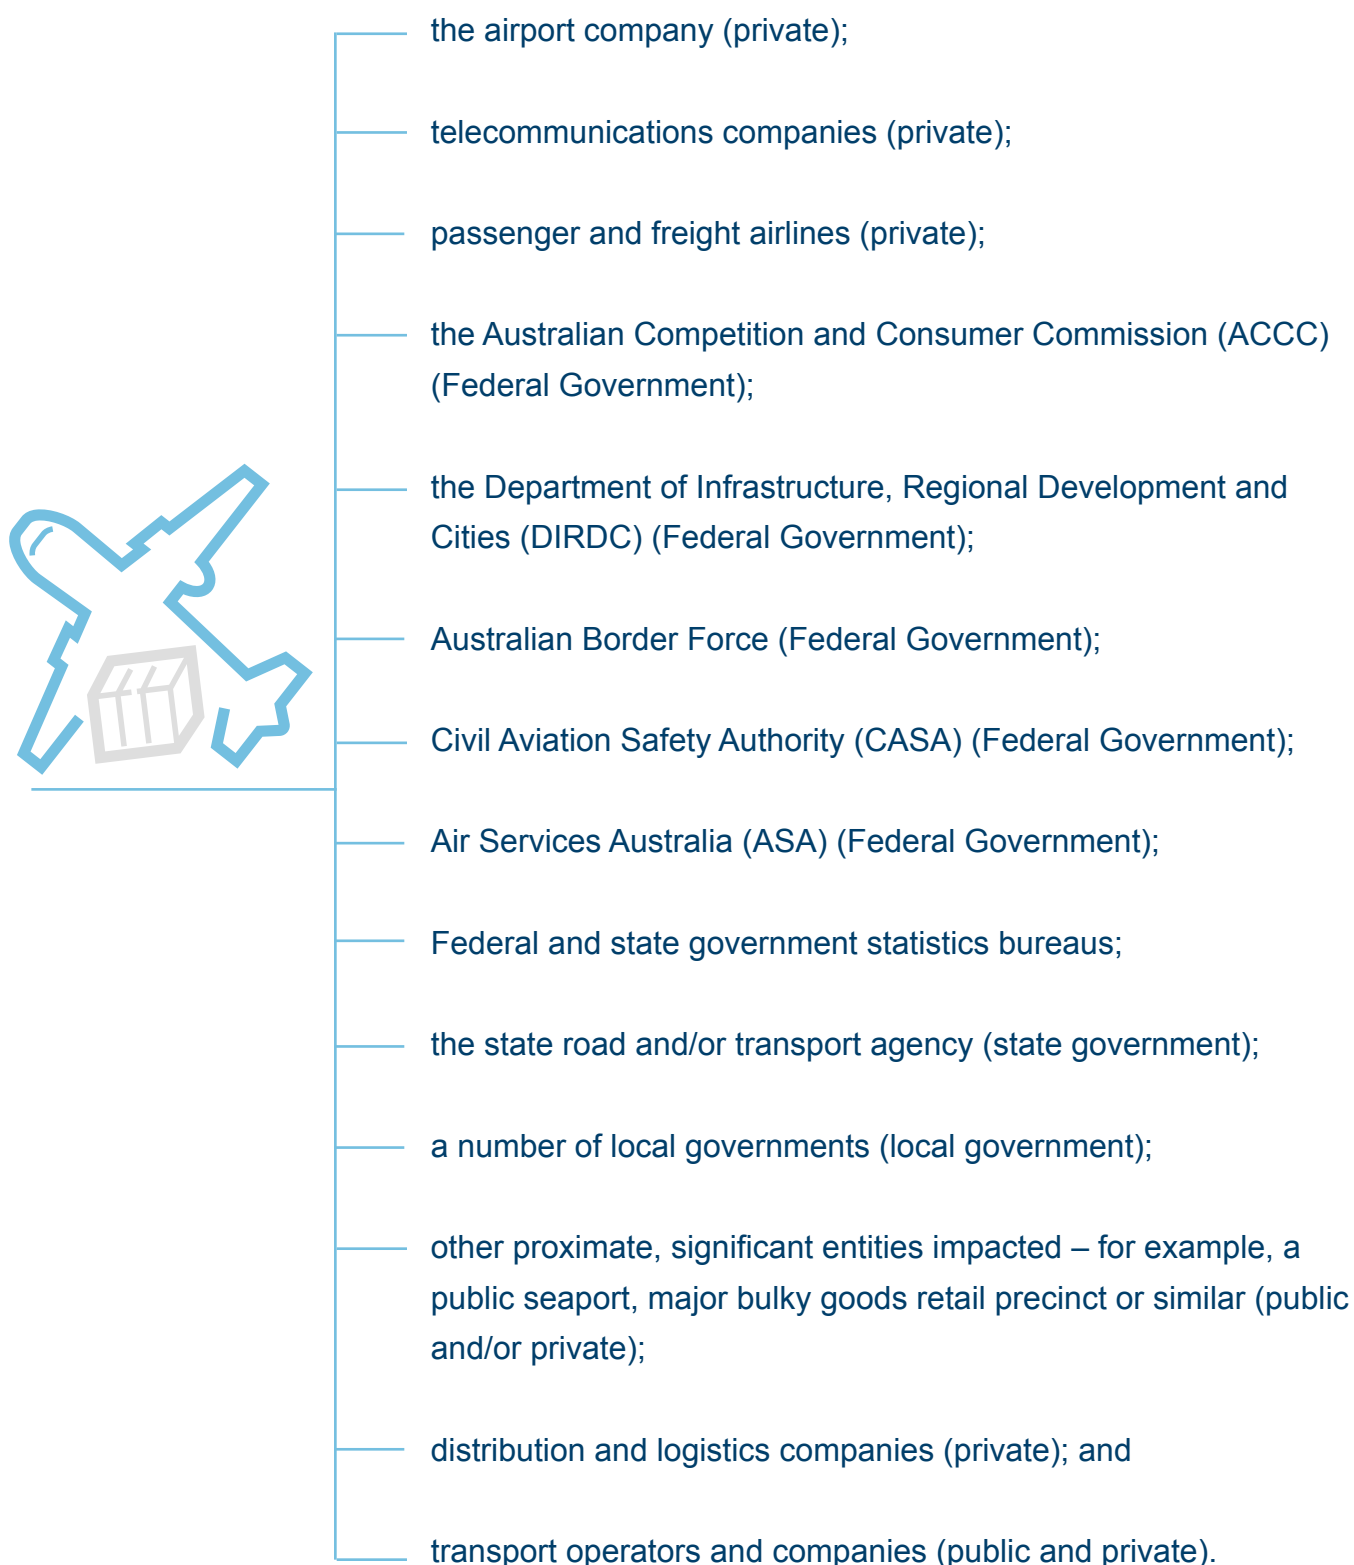 the airport company (private);
telecommunications companies (private);
passenger and freight airlines (private);
the Australian Competition and Consumer Commission (ACCC)
(Federal Government);
the Department of Infrastructure, Regional Development and
Cities (DIRDC) (Federal Government);
Australian Border Force (Federal Government);
Civil Aviation Safety Authority (CASA) (Federal Government);
Air Services Australia (ASA) (Federal Government);
Federal and state government statistics bureaus;
the state road and/or transport agency (state government);
a number of local governments (local government);
other proximate, significant entities impacted – for example, a
public seaport, major bulky goods retail precinct or similar (public
and/or private);
distribution and logistics companies (private); and
transport operators and companies (public and private).